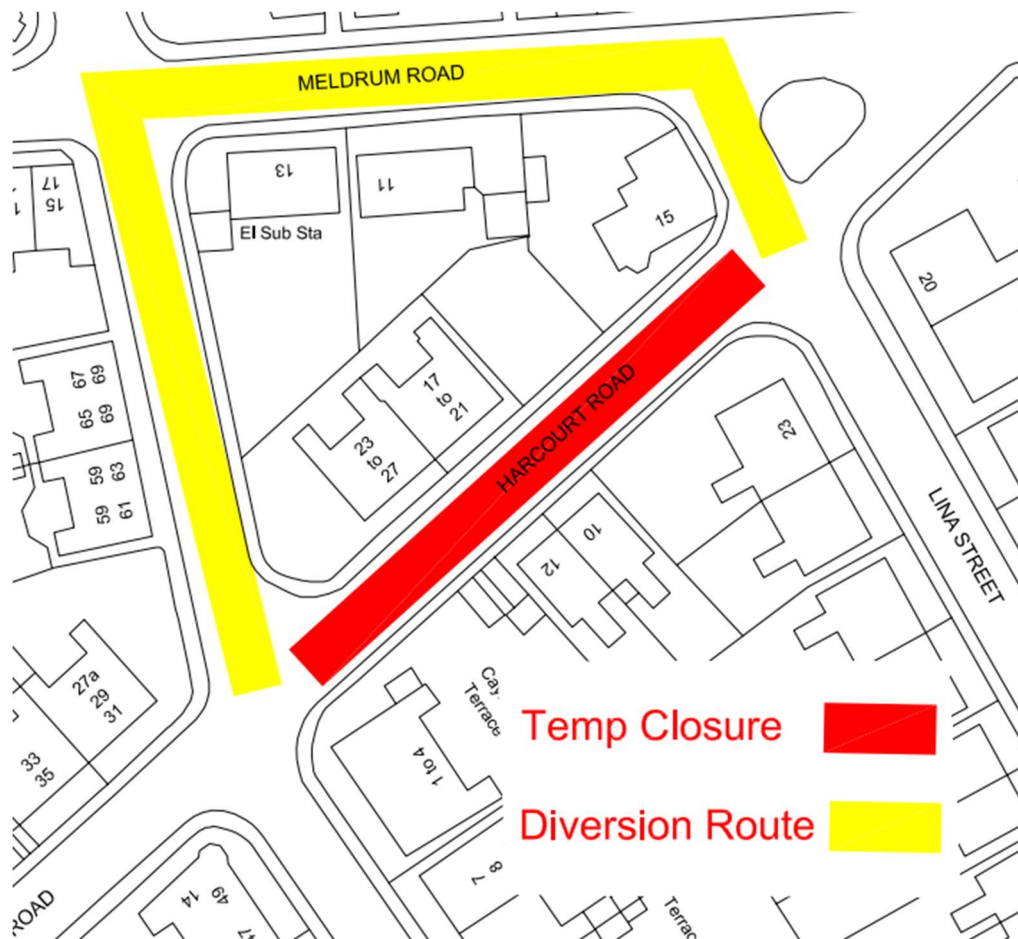 MELDRUM ROAD
13
11
15
El Sub Sta
17
15
20
67
69
65
69
59
63
59
61
17
to
21
23
to
27
HARCOURT ROAD
23
10
12
LINA STREET
27a
29
31
33
35
Terrace
1 to 4
Temp Closure
Diversion Route
8
7
14
49
ROAD